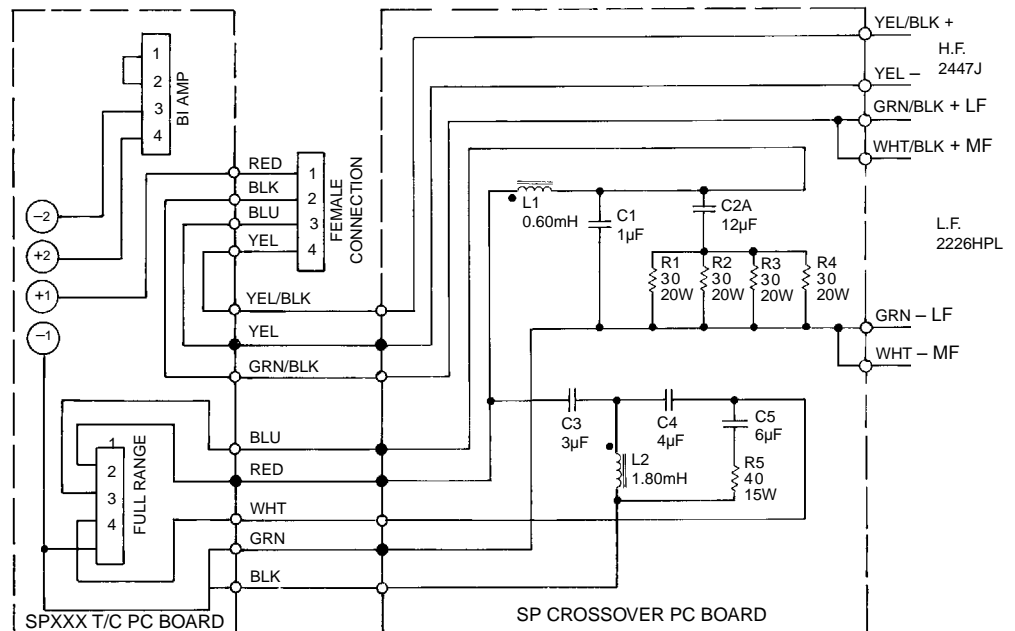 1
2
3
4
BI AMP
−2
+2
+1
−1
RED
BLK
BLU
YEL
1
2
3
4
FEMALE
CONNECTION
YEL/BLK
YEL
GRN/BLK
BLU
RED
WHT
GRN
BLK
1
2
3
4
FULL RANGE
SPXXX T/C PC BOARD
YEL/BLK +
H.F.
2447J
YEL –
GRN/BLK + LF
WHT/BLK + MF
L1
0.60mH
C1
1µF
C2A
12µF
L.F.
2226HPL
R1
30
20W
R2
30
20W
R3
30
20W
R4
30
20W
GRN – LF
WHT – MF
C3
3µF
C4
4µF
C5
6µF
L2
1.80mH
R5
40
15W
SP CROSSOVER PC BOARD